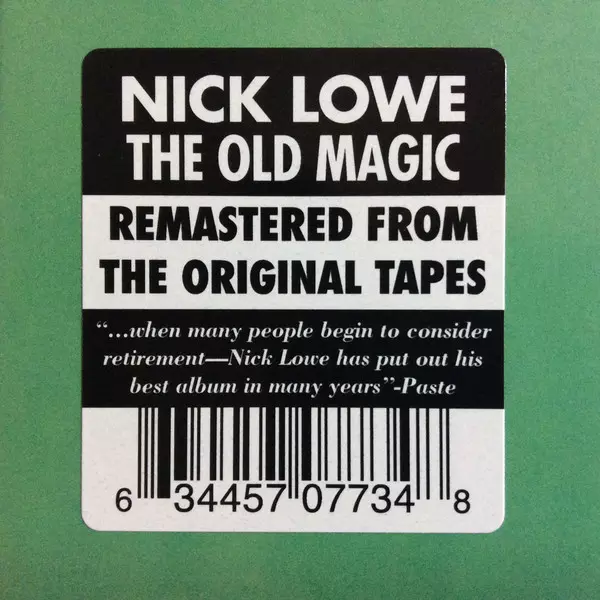 NICK LOWE
THE OLD MAGIC
REMASTERED FROM
THE ORIGINAL TAPES
“...when many people begin to consider
retirement—Nick Lowe has put out his
best album in many years”-Paste
6 34457 07734 8